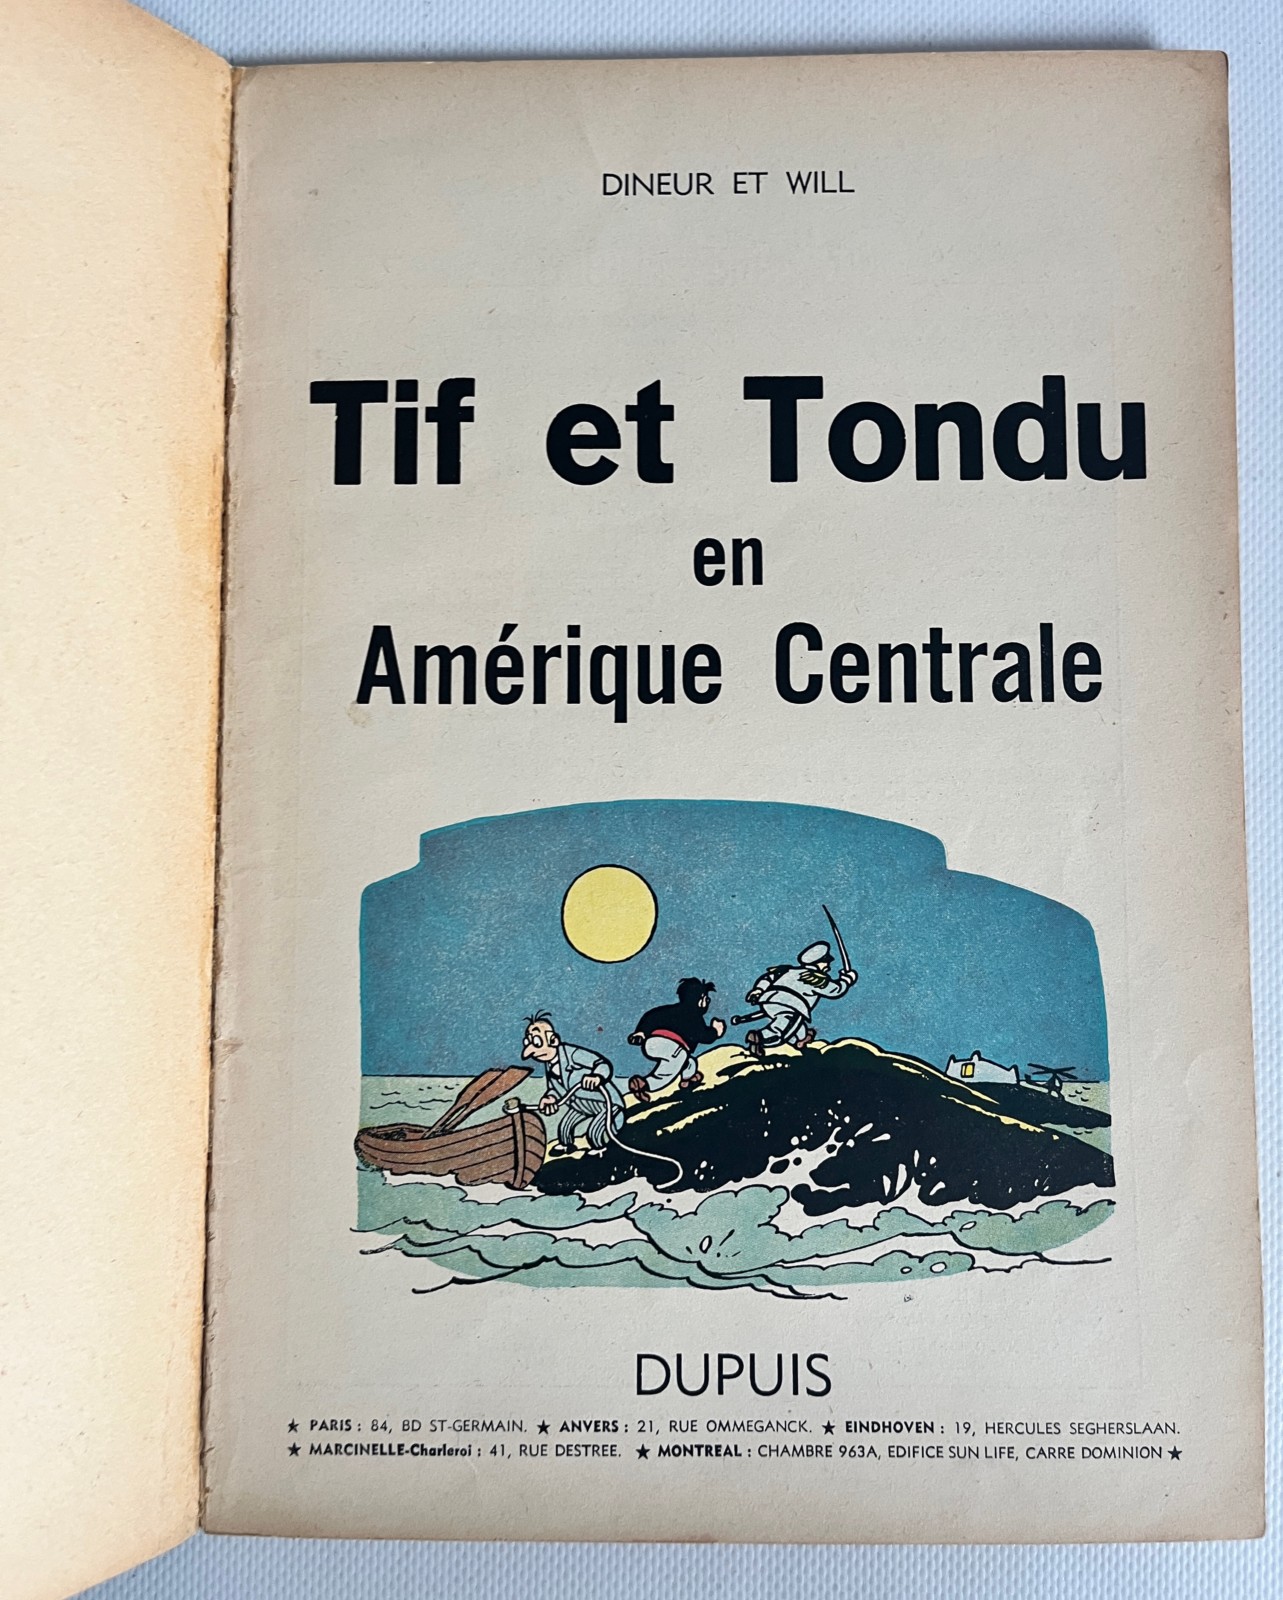 DINEUR ET WILL
Tif et Tondu
en
Amérique Centrale
DUPUIS
★ PARIS : 84, BD ST-GERMAIN. ★ ANVERS : 21, RUE OMMEGANCK. ★ EINDHOVEN : 19, HERCULES SEGHERSLAAN.
★ MARCINELLE-Charleroi : 41, RUE DESTREE. ★ MONTREAL : CHAMBRE 963A, EDIFICE SUN LIFE, CARRE DOMINION ★